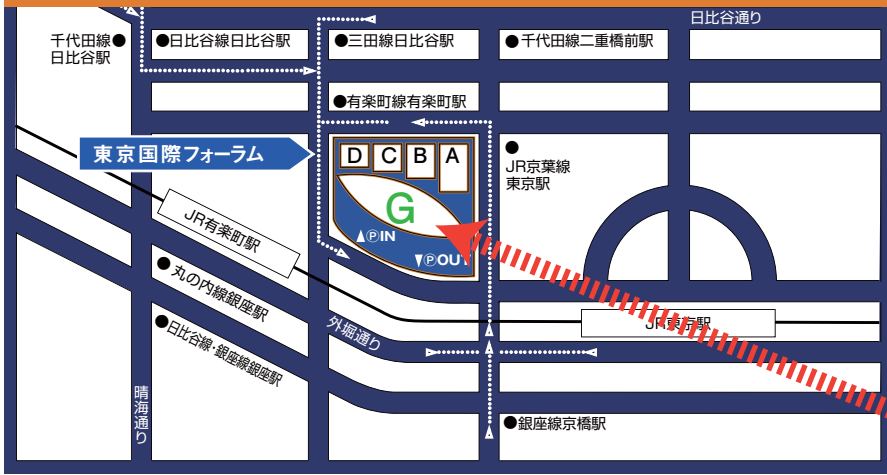 日比谷通り
千代田線●
日比谷駅
●日比谷線日比谷駅
●三田線日比谷駅
●千代田線二重橋前駅
●有楽町線有楽町駅
東京国際フォーラム
D C B A
G
▲ⓅIN
▼ⓅOUT
●
JR京葉線
東京駅
JR有楽町駅
●丸の内線銀座駅
●日比谷線・銀座線銀座駅
外堀通り
JR東京駅
晴海通り
●銀座線京橋駅